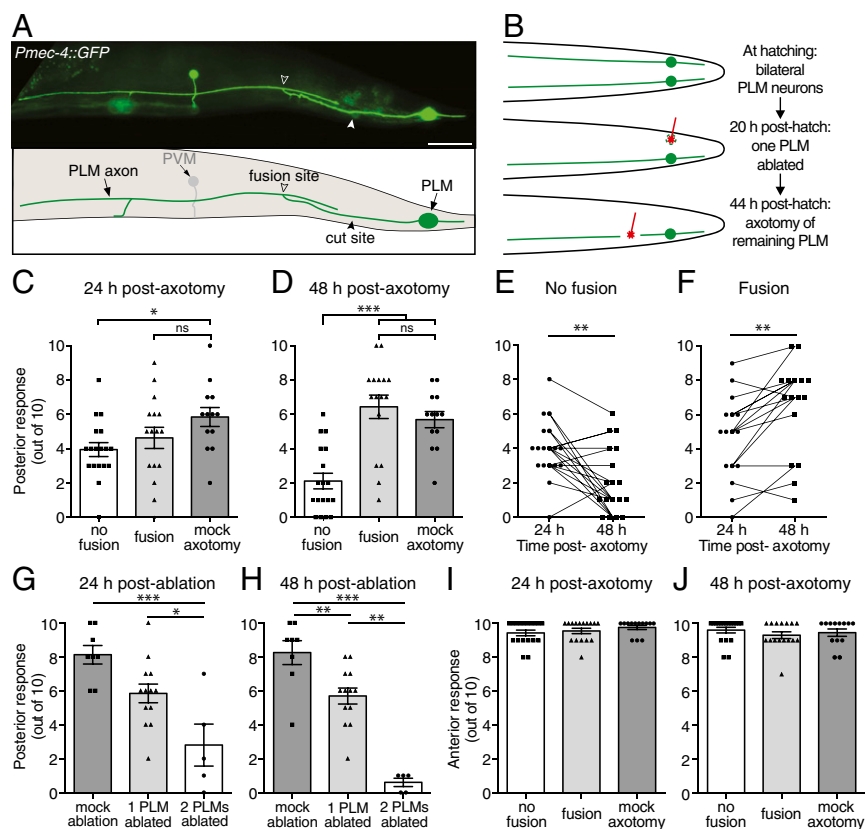 A
Pmec-4::GFP
PVM
PLM axon
fusion site
PLM
cut site
B
At hatching:
bilateral
PLM
neurons
20 h post-hatch:
one PLM
ablated
44 h post-hatch:
axotomy of
remaining PLM
C
24 h post-axotomy
*
ns
Posterior response
(out of 10)
10
8
6
4
2
0
no
fusion
fusion
mock
axotomy
D
48 h post-axotomy
***
ns
10
8
6
4
2
0
no
fusion
fusion
mock
axotomy
E
No fusion
**
10
8
6
4
2
0
24 h
48 h
Time post- axotomy
F
Fusion
**
10
8
6
4
2
0
24 h
48 h
Time post- axotomy
G
24 h post-ablation
***
*
Posterior response
(out of 10)
10
8
6
4
2
0
mock
ablation
1 PLM
ablated
2 PLMs
ablated
H
48 h post-ablation
***
**
**
10
8
6
4
2
0
mock
ablation
1 PLM
ablated
2 PLMs
ablated
I
24 h post-axotomy
Anterior response
(out of 10)
10
8
6
4
2
0
no
fusion
fusion
mock
axotomy
J
48 h post-axotomy
10
8
6
4
2
0
no
fusion
fusion
mock
axotomy